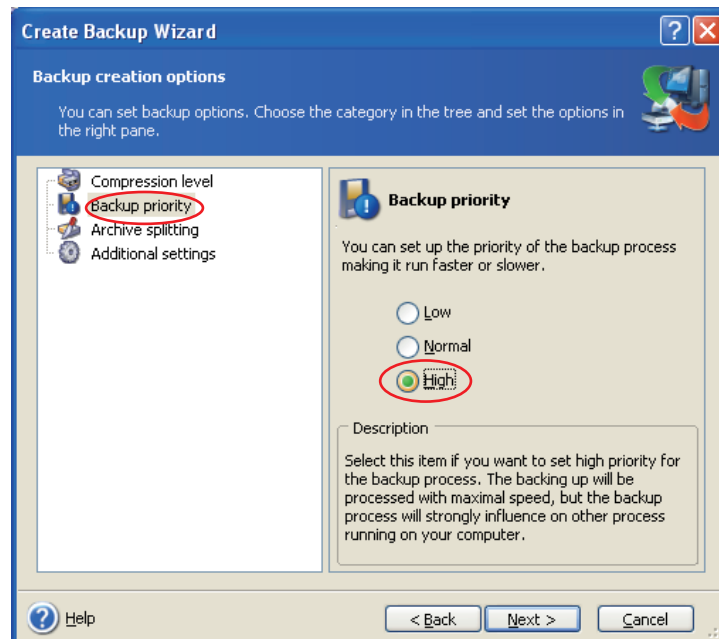 Create Backup Wizard
Backup creation options
You can set backup options. Choose the category in the tree and set the options in
the right pane.
Compression level
Backup priority
Archive splitting
Additional settings
Backup priority
You can set up the priority of the backup process
making it run faster or slower.
Low
Normal
High
Description
Select this item if you want to set high priority for
the backup process. The backing up will be
processed with maximal speed, but the backup
process will strongly influence on other process
running on your computer.
Help
< Back
Next >
Cancel